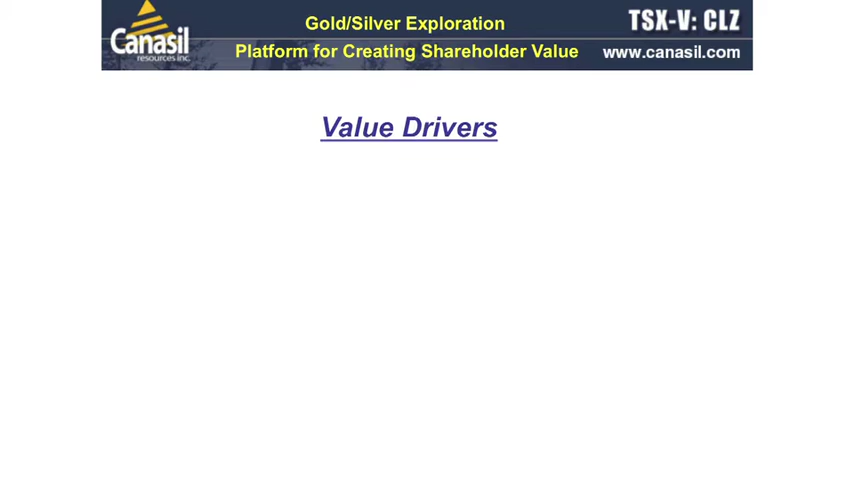 Gold/Silver Exploration
TSX-V: CLZ
Canasil
resources inc.
Platform for Creating Shareholder Value
www.canasil.com
Value Drivers